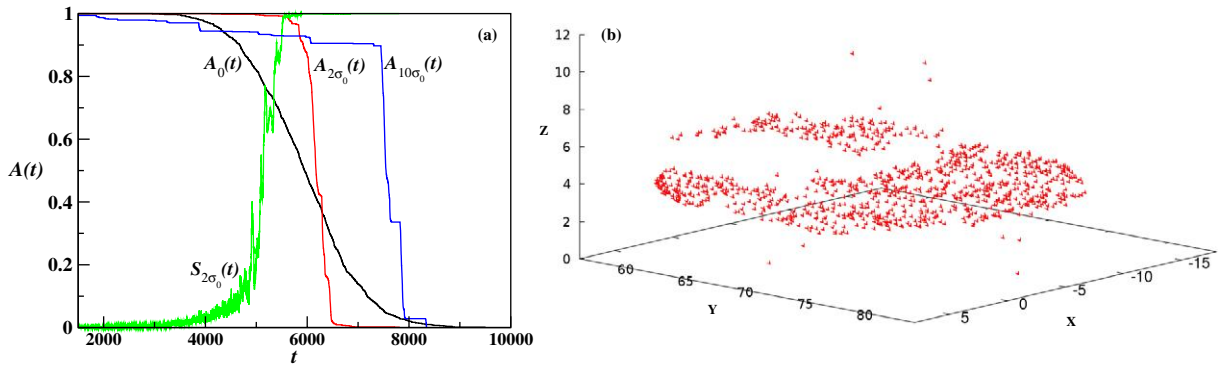 (a)
1
0.8
0.6
0.4
0.2
0
A(t)
A₀(t)
A₂σ₀(t)
A₁₀σ₀(t)
S₂σ₀(t)
2000 4000 6000 8000 10000
t
(b)
12
10
8
6
4
2
0
Z
60 65 70 75 80
Y
5 0 -5 -10 -15
X